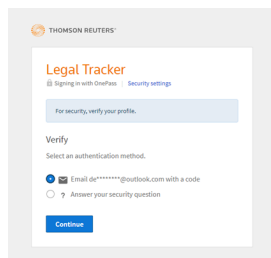 THOMSON REUTERS®
Legal Tracker
Signing in with OnePass | Security settings
For security, verify your profile.
Verify
Select an authentication method.
Email de********@outlook.com with a code
? Answer your security question
Continue